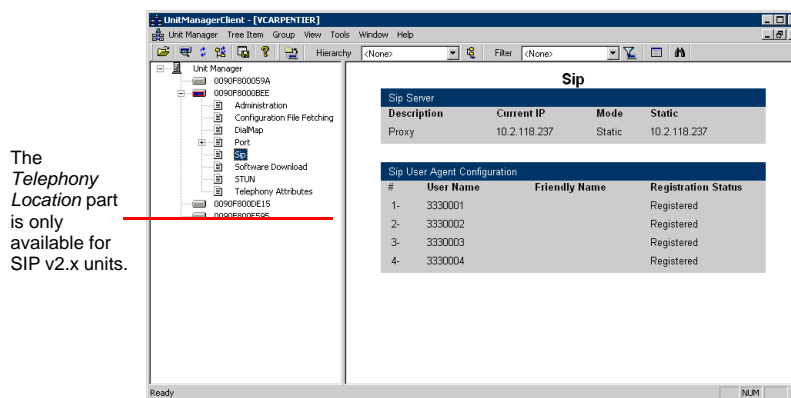 UnitManagerClient - [VCARPENTIER]
Unit Manager Tree Item Group View Tools Window Help
Hierarchy <None> Filter <None>
Unit Manager
0090F800059A
0090F8000BEE
Administration
Configuration File Fetching
DialMap
Port
Sip
Software Download
STUN
Telephony Attributes
0090F800DE15
0090F800F595
The
Telephony
Location part
is only
available for
SIP v2.x units.
Sip
Sip Server
Description Current IP Mode Static
Proxy 10.2.118.237 Static 10.2.118.237
Sip User Agent Configuration
# User Name Friendly Name Registration Status
1- 3330001 Registered
2- 3330002 Registered
3- 3330003 Registered
4- 3330004 Registered
Ready NUM